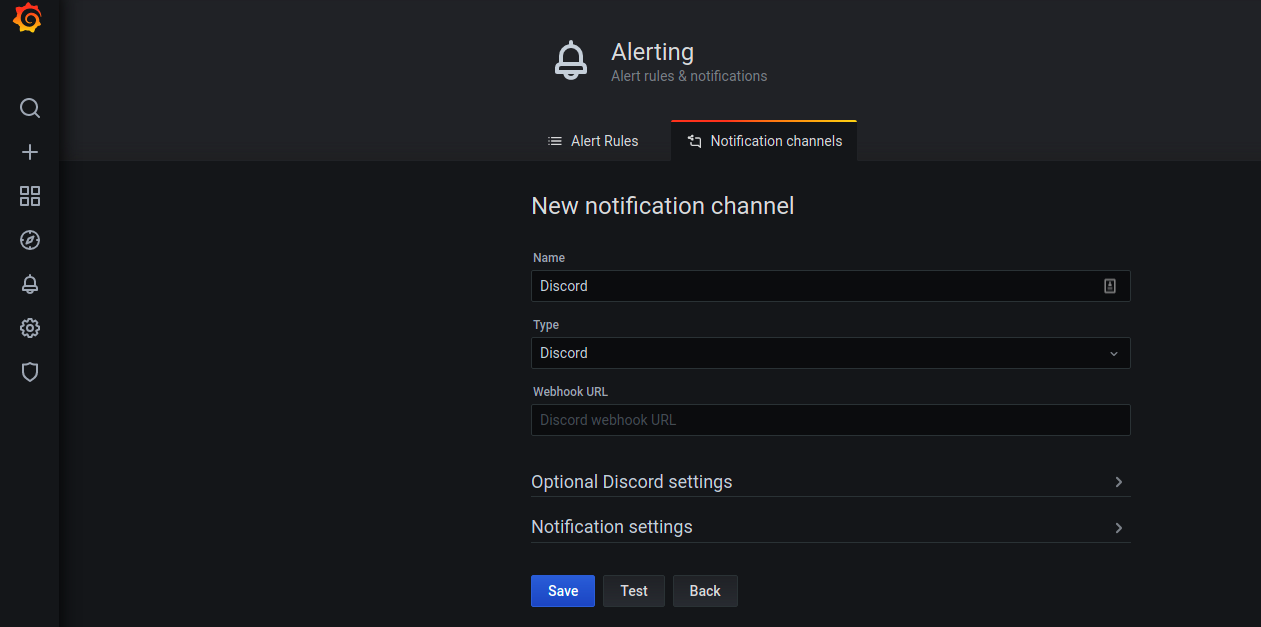 Alerting
Alert rules & notifications
Alert Rules
Notification channels
New notification channel
Name
Discord
Type
Discord
Webhook URL
Discord webhook URL
Optional Discord settings
Notification settings
Save
Test
Back